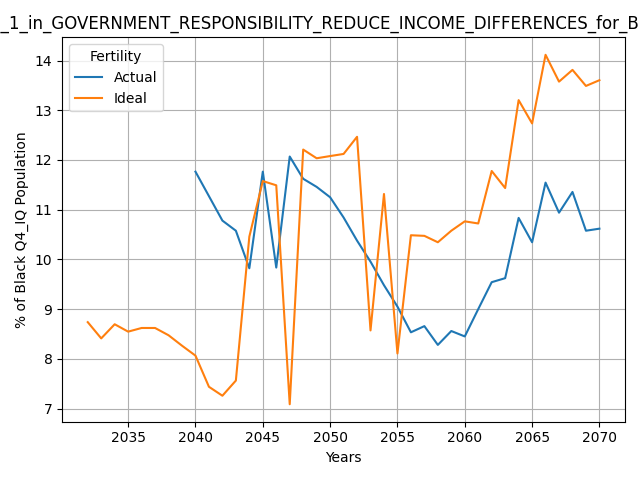 _1_in_GOVERNMENT_RESPONSIBILITY_REDUCE_INCOME_DIFFERENCES_for_B
Fertility
Actual
Ideal
% of Black Q4_IQ Population
14
13
12
11
10
9
8
7
2035 2040 2045 2050 2055 2060 2065 2070
Years